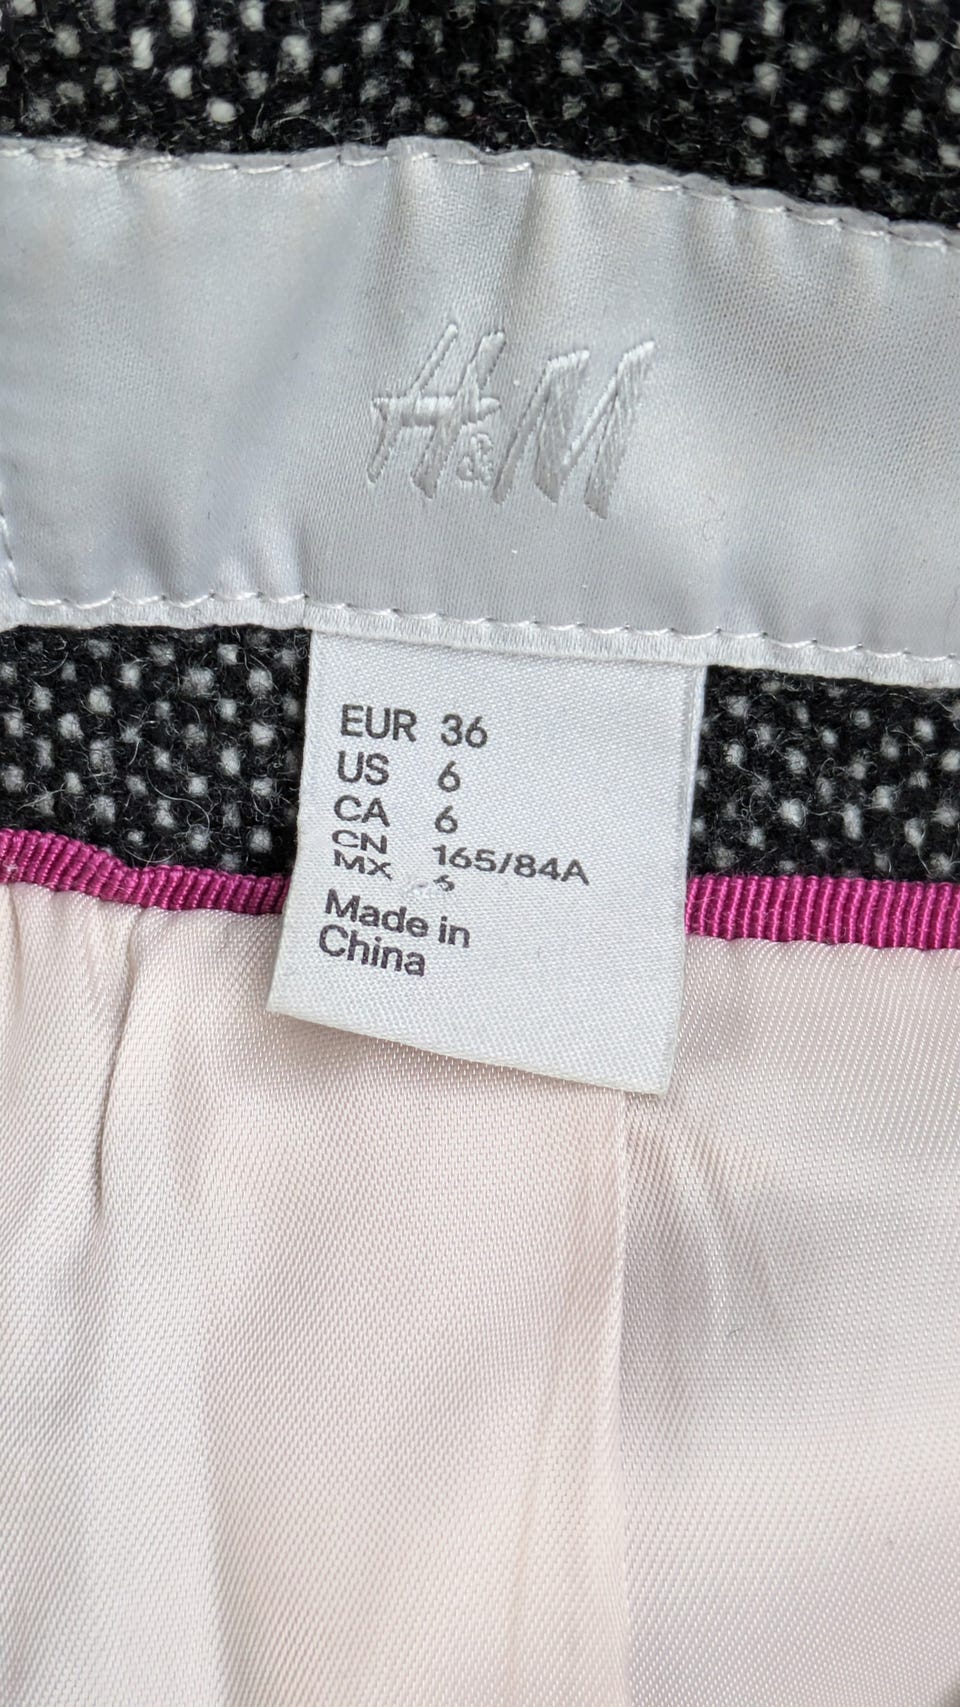 H&M
EUR 36
US 6
CA 6
CN 165/84A
MX
Made in
China